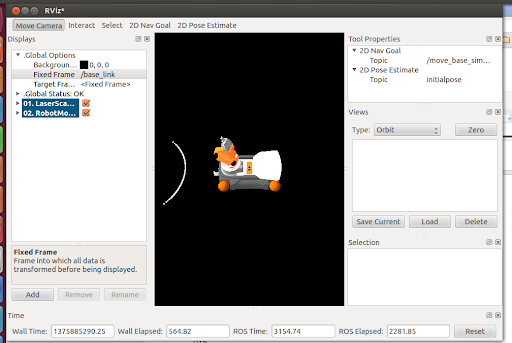 RViz*
Move Camera Interact Select 2D Nav Goal 2D Pose Estimate
Displays
.Global Options
Backgroun... 0, 0, 0
Fixed Frame /base_link
Target Fra... <Fixed Frame>
.Global Status: OK
01. LaserSca...
02. RobotMo...
Fixed Frame
Frame into which all data is
transformed before being displayed.
Add Remove Rename
Tool Properties
2D Nav Goal
Topic /move_base_sim...
2D Pose Estimate
Topic initialpose
Views
Type: Orbit Zero
Save Current Load Delete
Selection
Time
Wall Time: 1375885290.25 Wall Elapsed: 564.82 ROS Time: 3154.74 ROS Elapsed: 2281.85 Reset